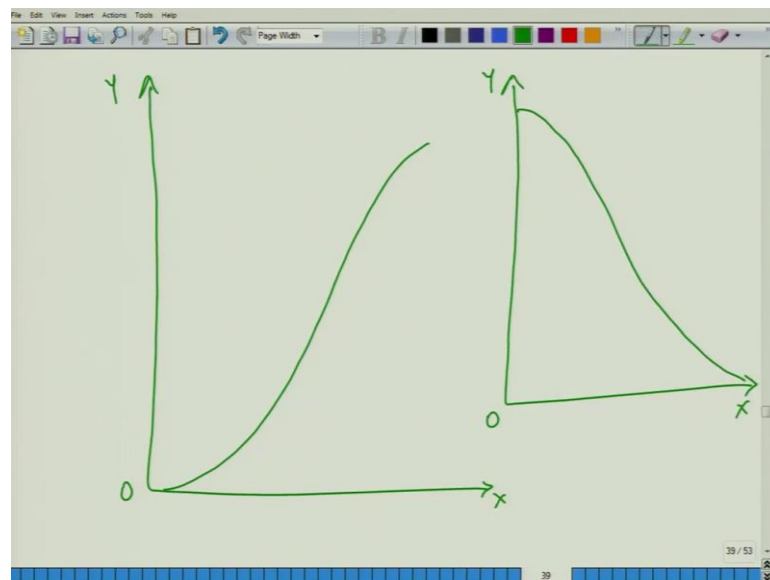 File Edit View Insert Actions Tools Help
Page Width
B I
Y
O
X
Y
O
X
39 / 53
39